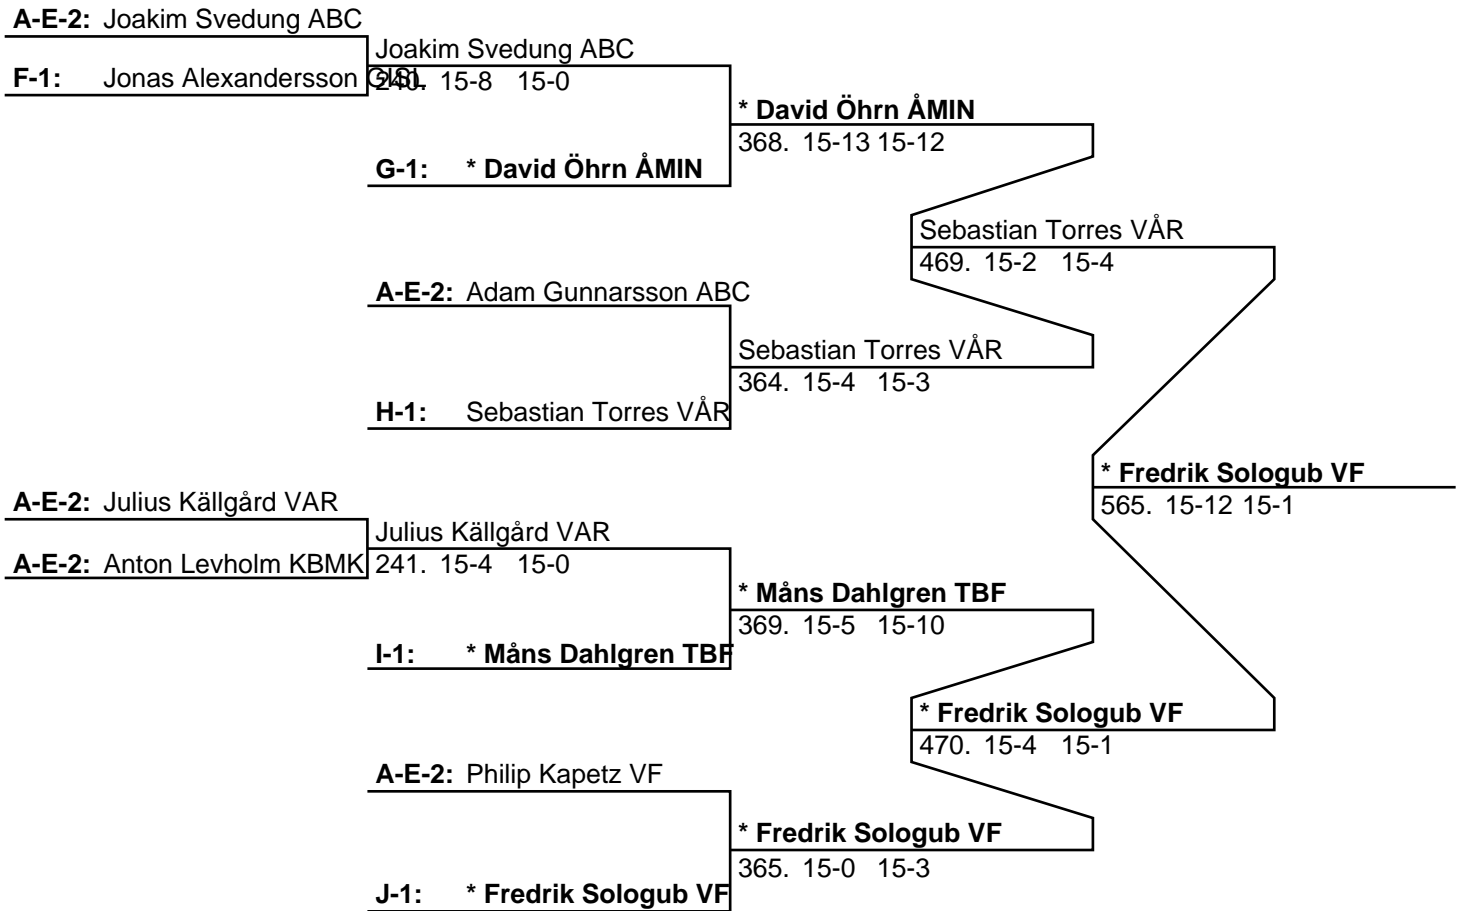 A-E-2: Joakim Svedung ABC
Joakim Svedung ABC
F-1: Jonas Alexandersson GISL
240. 15-8 15-0
* David Öhrn ÅMIN
368. 15-13 15-12
G-1: * David Öhrn ÅMIN
Sebastian Torres VÅR
469. 15-2 15-4
A-E-2: Adam Gunnarsson ABC
Sebastian Torres VÅR
364. 15-4 15-3
H-1: Sebastian Torres VÅR
* Fredrik Sologub VF
565. 15-12 15-1
A-E-2: Julius Källgård VAR
Julius Källgård VAR
A-E-2: Anton Levholm KBMK
241. 15-4 15-0
* Måns Dahlgren TBF
369. 15-5 15-10
I-1: * Måns Dahlgren TBF
* Fredrik Sologub VF
470. 15-4 15-1
A-E-2: Philip Kapetz VF
* Fredrik Sologub VF
365. 15-0 15-3
J-1: * Fredrik Sologub VF